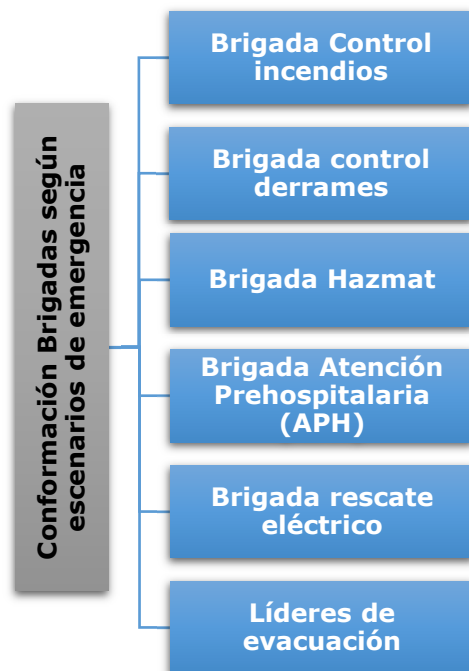 Conformación Brigadas según
escenarios de emergencia
Brigada Control
incendios
Brigada control
derrames
Brigada Hazmat
Brigada Atención
Prehospitalaria
(APH)
Brigada rescate
eléctrico
Líderes de
evacuación